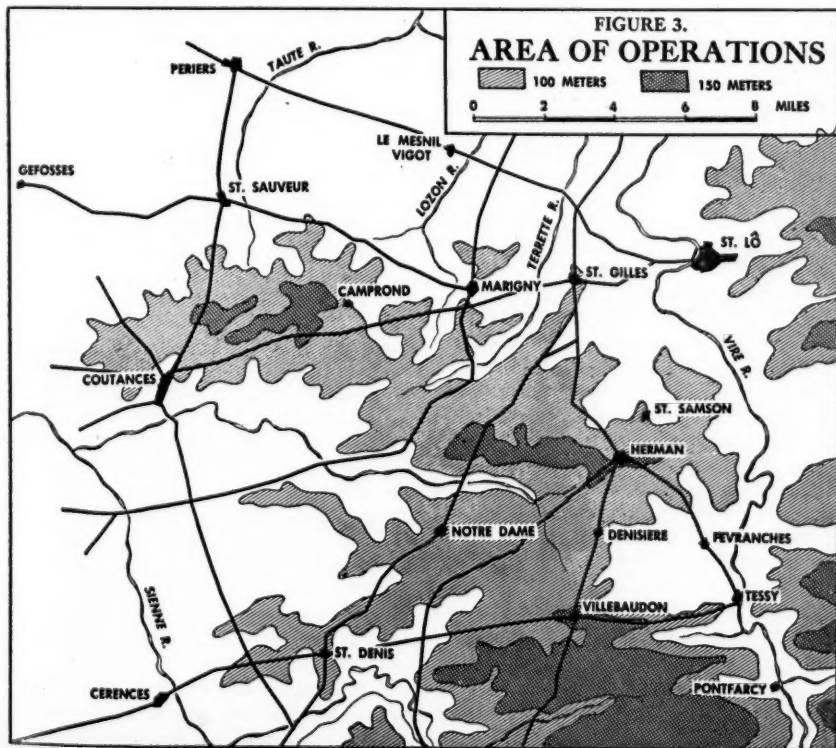 FIGURE 3.
AREA OF OPERATIONS
100 METERS 150 METERS
0 2 4 6 8 MILES
PERIERS
TAUTE R.
LE MESNIL
VIGOT
GEFOSSES
ST. SAUVEUR
LOZON R.
TERRETTE R.
ST. LÔ
CAMPROND
MARIGNY
ST. GILLES
VIRE R.
COUTANCES
ST. SAMSON
HERMAN
NOTRE DAME
DENISIERE
PEVRANCHES
SIENNE R.
VILLEBAUDON
TESSY
ST. DENIS
CERENCES
PONTFARCY